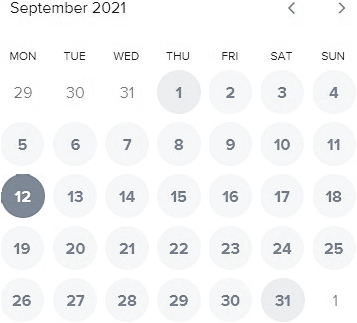 September 2021
MON TUE WED THU FRI SAT SUN
29 30 31 1 2 3 4
5 6 7 8 9 10 11
12 13 14 15 16 17 18
19 20 21 22 23 24 25
26 27 28 29 30 31 1